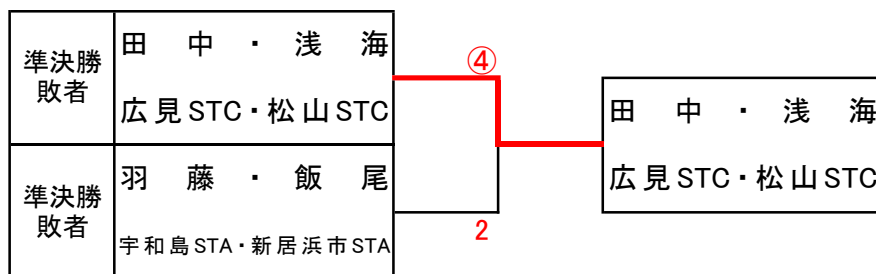 準決勝
敗者
田中・浅海
広見STC・松山STC
④
準決勝
敗者
羽藤・飯尾
宇和島STA・新居浜市STA
2
田中・浅海
広見STC・松山STC